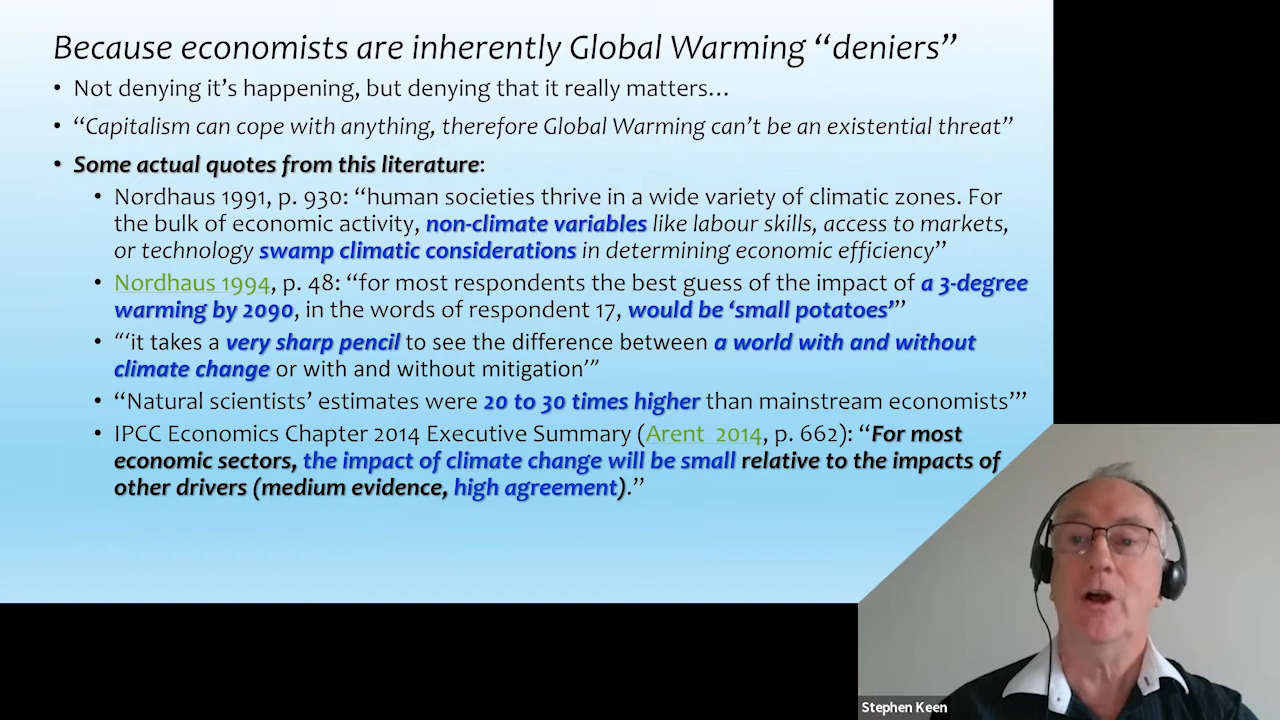 Because economists are inherently Global Warming “deniers”
• Not denying it’s happening, but denying that it really matters…
• “Capitalism can cope with anything, therefore Global Warming can’t be an existential threat”
• Some actual quotes from this literature:
• Nordhaus 1991, p. 930: “human societies thrive in a wide variety of climatic zones. For
the bulk of economic activity, non-climate variables like labour skills, access to markets,
or technology swamp climatic considerations in determining economic efficiency”
• Nordhaus 1994, p. 48: “for most respondents the best guess of the impact of a 3-degree
warming by 2090, in the words of respondent 17, would be ‘small potatoes’”
• “‘it takes a very sharp pencil to see the difference between a world with and without
climate change or with and without mitigation’”
• “Natural scientists’ estimates were 20 to 30 times higher than mainstream economists’”
• IPCC Economics Chapter 2014 Executive Summary (Arent 2014, p. 662): “For most
economic sectors, the impact of climate change will be small relative to the impacts of
other drivers (medium evidence, high agreement).”
Stephen Keen